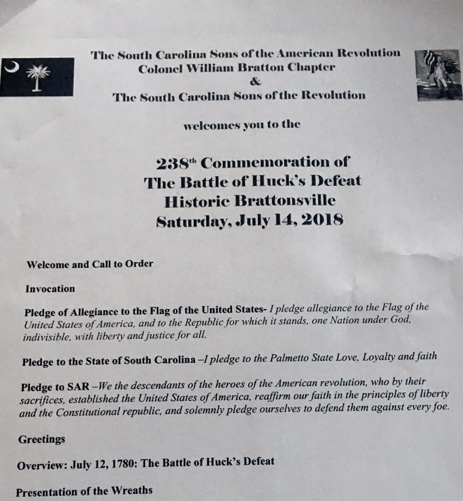 The South Carolina Sons of the American Revolution
Colonel William Bratton Chapter
&
The South Carolina Sons of the Revolution
welcomes you to the
238th Commemoration of
The Battle of Huck's Defeat
Historic Brattonsville
Saturday, July 14, 2018
Welcome and Call to Order
Invocation
Pledge of Allegiance to the Flag of the United States- I pledge allegiance to the Flag of the
United States of America, and to the Republic for which it stands, one Nation under God,
indivisible, with liberty and justice for all.
Pledge to the State of South Carolina –I pledge to the Palmetto State Love, Loyalty and faith
Pledge to SAR –We the descendants of the heroes of the American revolution, who by their
sacrifices, established the United States of America, reaffirm our faith in the principles of liberty
and the Constitutional republic, and solemnly pledge ourselves to defend them against every foe.
Greetings
Overview: July 12, 1780: The Battle of Huck's Defeat
Presentation of the Wreaths